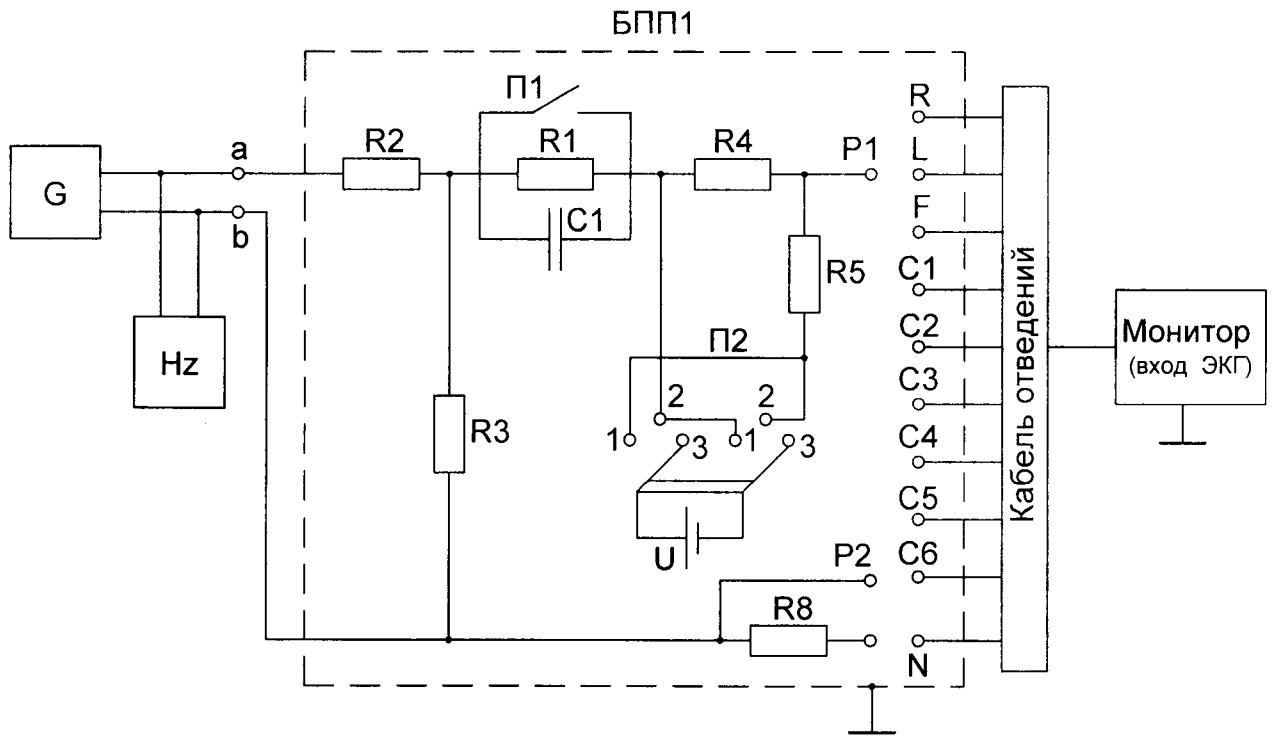 БПП1
П1
R
R2
R1
R4
P1
L
a
G
F
b
C1
C1
R5
Hz
П2
C2
C3
R3
2
2
1
3
1
3
C4
C5
U
P2
C6
R8
N
Кабель отведений
Монитор
(вход ЭКГ)